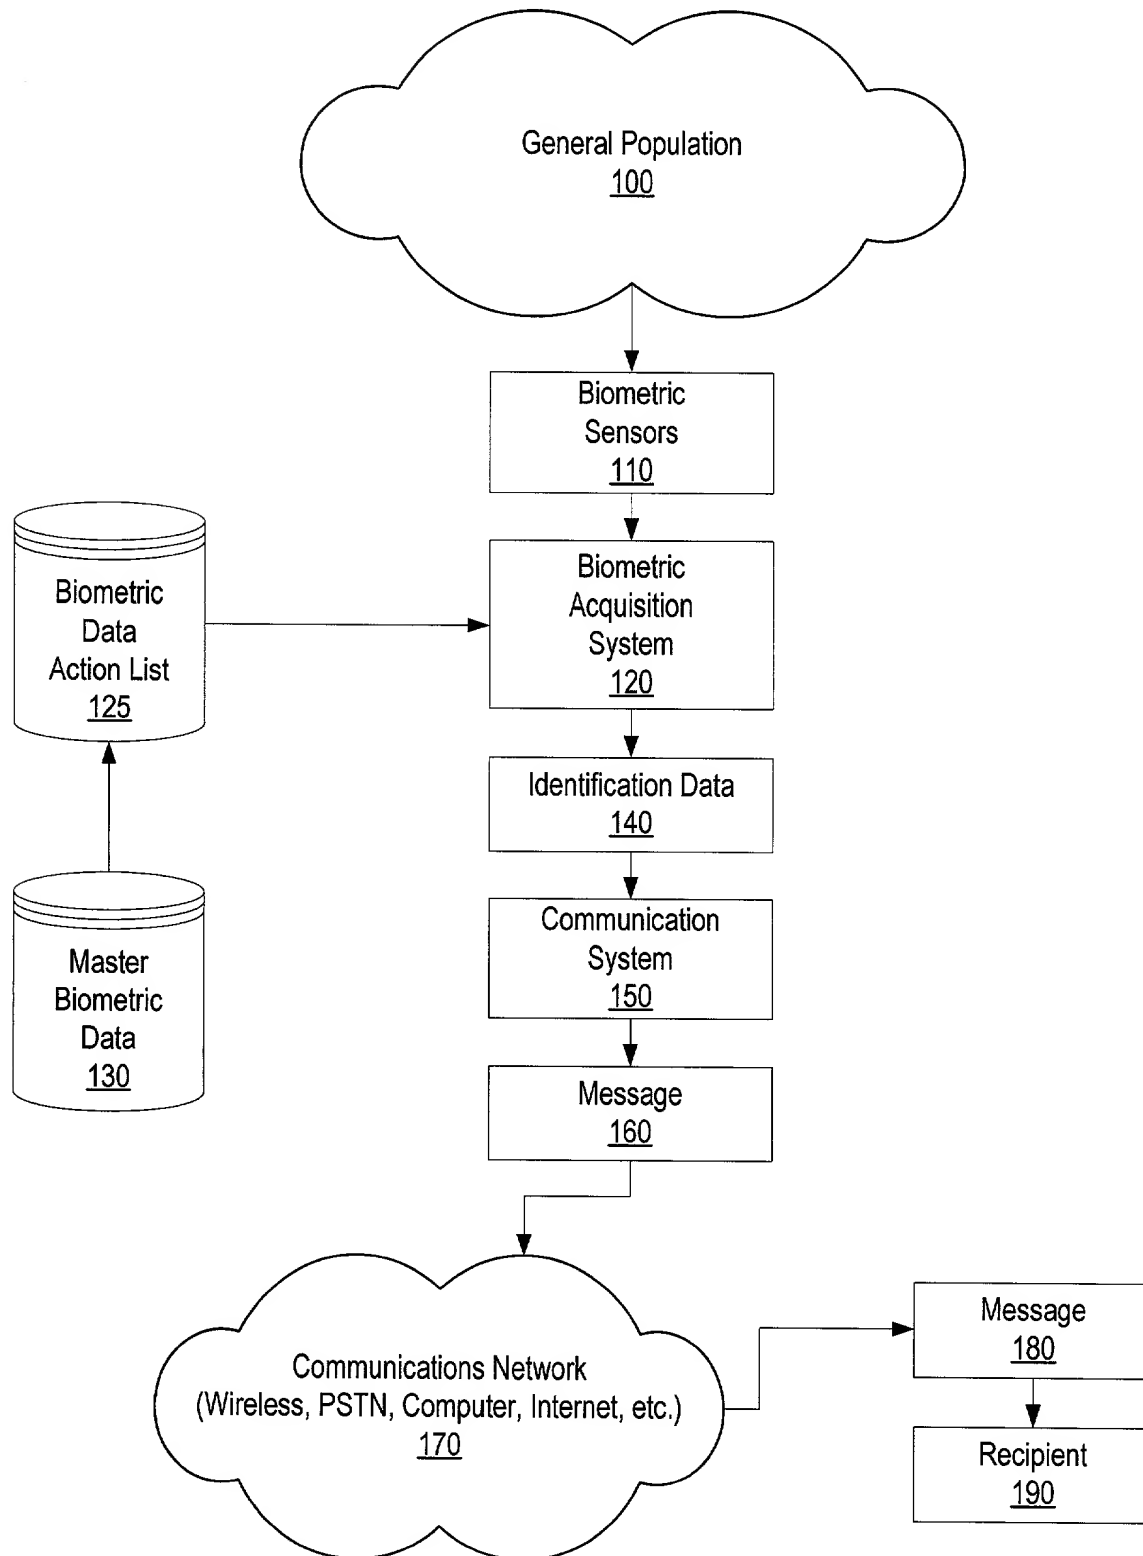 General Population
100
Biometric
Sensors
110
Biometric
Acquisition
System
120
Biometric
Data
Action List
125
Identification Data
140
Master
Biometric
Data
130
Communication
System
150
Message
160
Communications Network
(Wireless, PSTN, Computer, Internet, etc.)
170
Message
180
Recipient
190